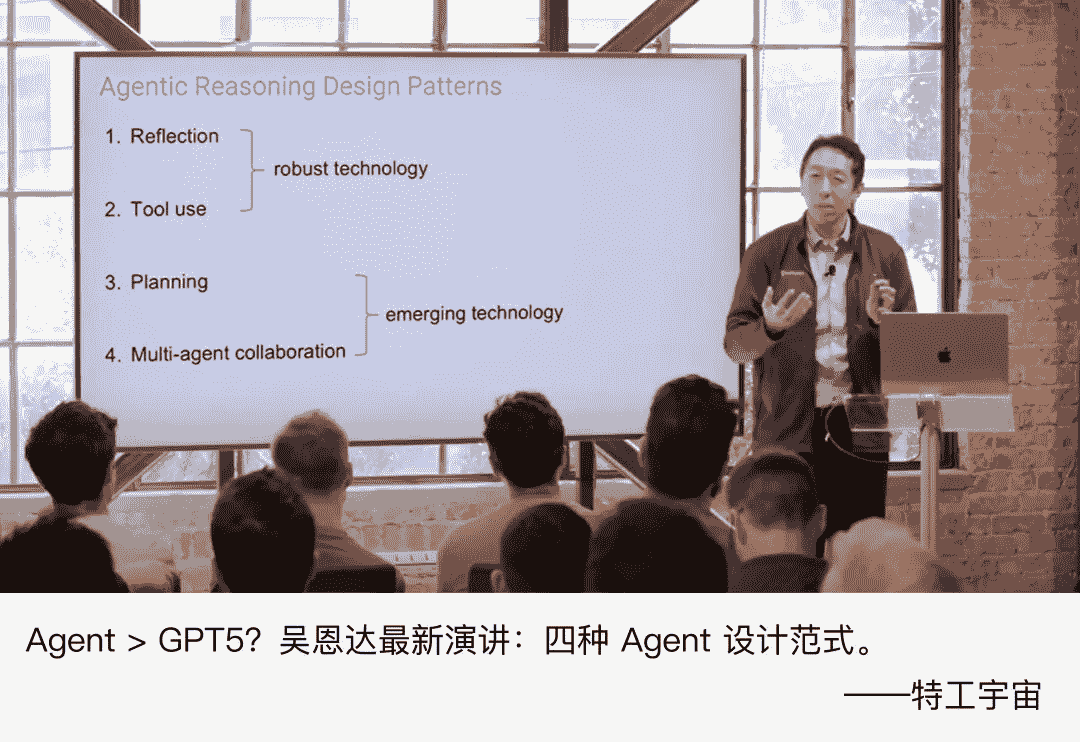 Agentic Reasoning Design Patterns
1. Reflection
robust technology
2. Tool use
3. Planning
emerging technology
4. Multi-agent collaboration
Agent > GPT5？吴恩达最新演讲：四种 Agent 设计范式。
——特工宇宙